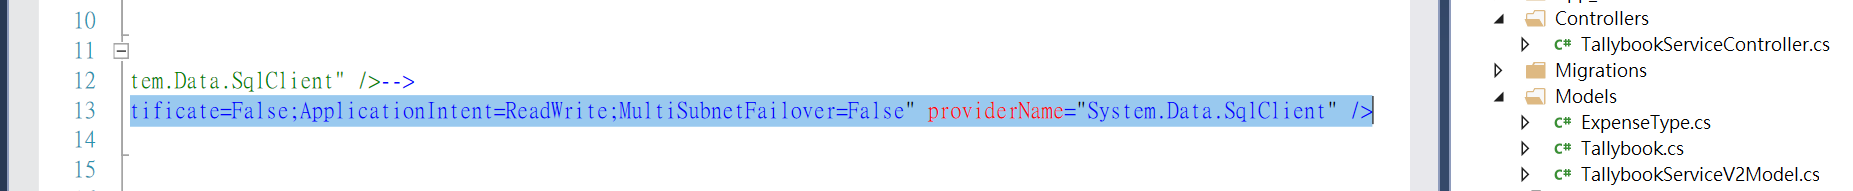 10
11
12 tem.Data.SqlClient" />-->
13 tificate=False;ApplicationIntent=ReadWrite;MultiSubnetFailover=False" providerName="System.Data.SqlClient" />
14
15
Controllers
C# TallybookServiceController.cs
Migrations
Models
C# ExpenseType.cs
C# Tallybook.cs
C# TallybookServiceV2Model.cs